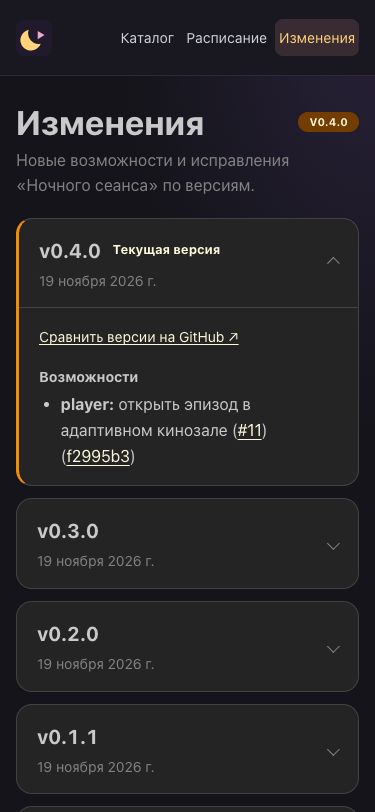 Каталог Расписание Изменения
Изменения
V0.4.0
Новые возможности и исправления
«Ночного сеанса» по версиям.
v0.4.0 Текущая версия
19 ноября 2026 г.
Сравнить версии на GitHub ↗
Возможности
• player: открыть эпизод в
адаптивном кинозале (#11)
(f2995b3)
v0.3.0
19 ноября 2026 г.
v0.2.0
19 ноября 2026 г.
v0.1.1
19 ноября 2026 г.